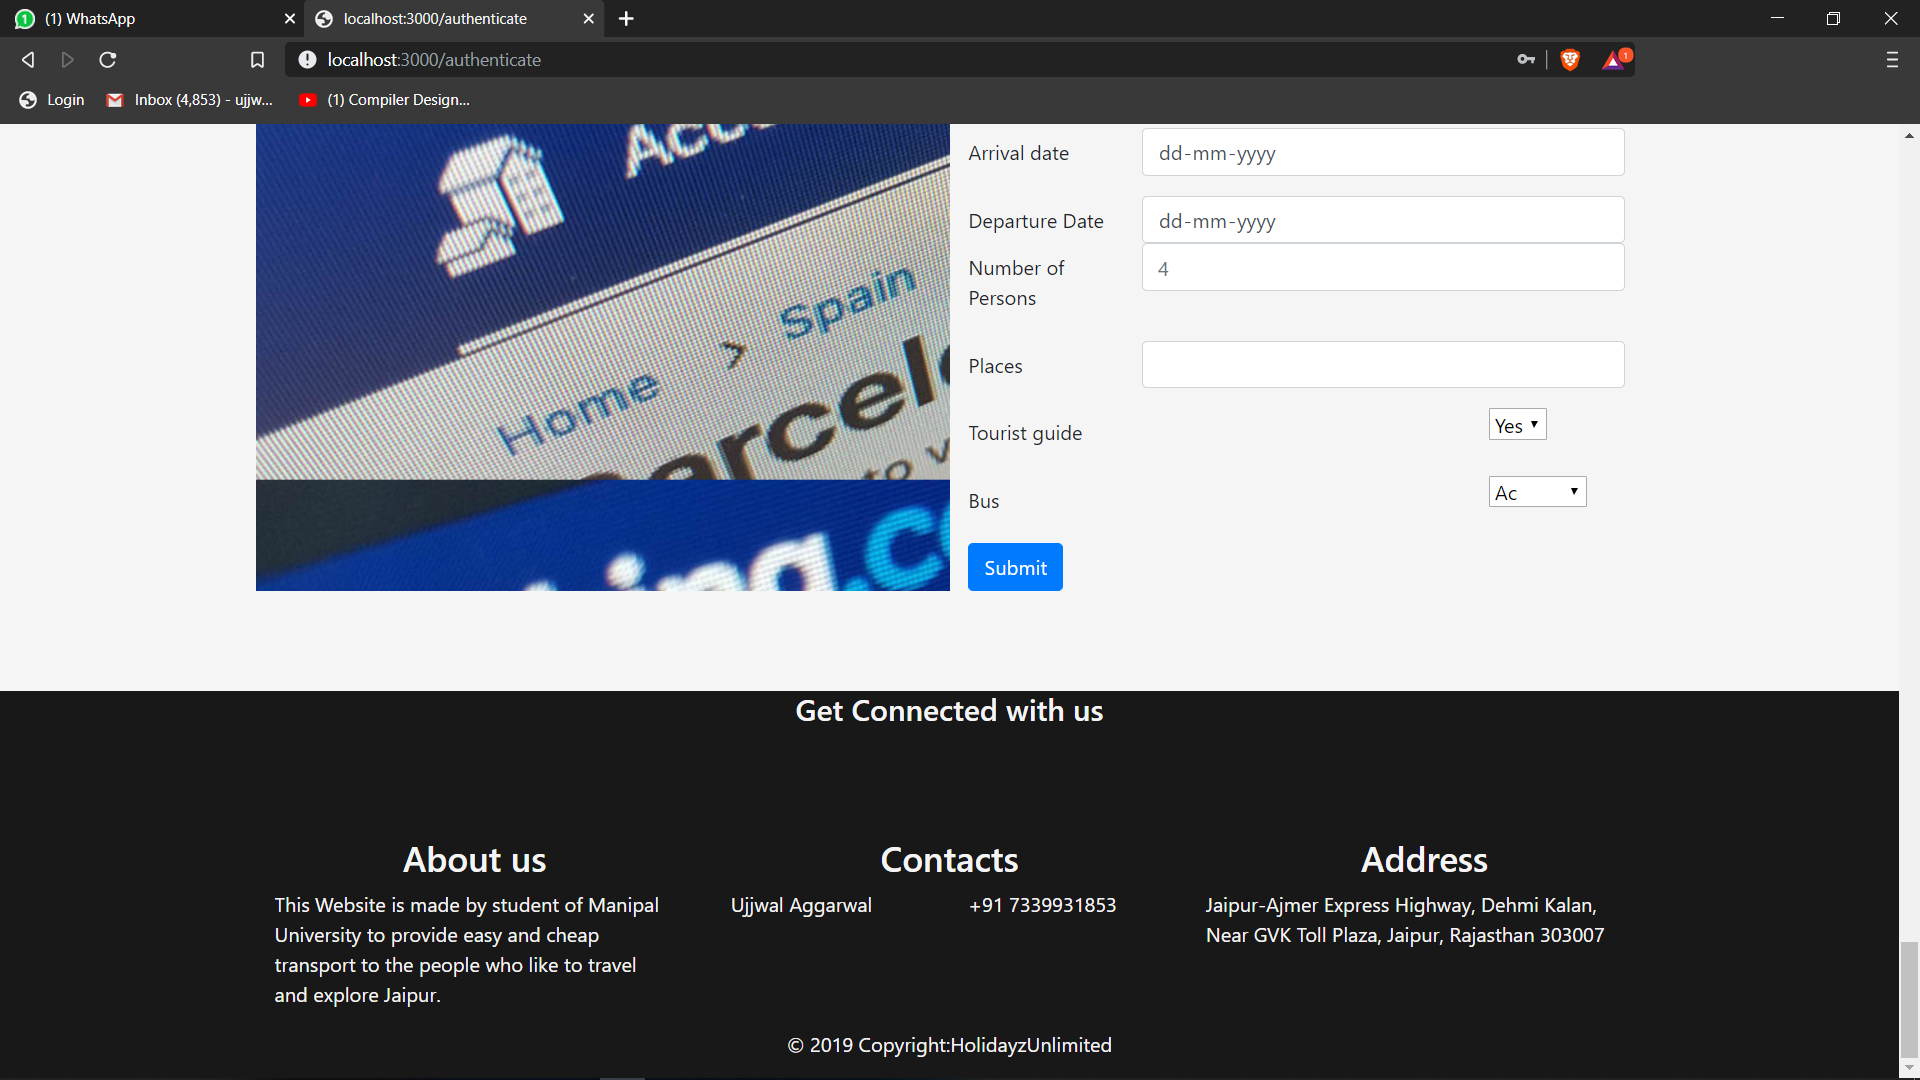 (1) WhatsApp
localhost:3000/authenticate
localhost:3000/authenticate
1
Login
Inbox (4,853) - ujjw...
(1) Compiler Design...
Home > Spain
Arrival date
dd-mm-yyyy
Departure Date
dd-mm-yyyy
Number of
Persons
4
Places
Tourist guide
Yes
Bus
Ac
Submit
Get Connected with us
About us
This Website is made by student of Manipal
University to provide easy and cheap
transport to the people who like to travel
and explore Jaipur.
Contacts
Ujjwal Aggarwal
+91 7339931853
Address
Jaipur-Ajmer Express Highway, Dehmi Kalan,
Near GVK Toll Plaza, Jaipur, Rajasthan 303007
© 2019 Copyright:HolidayzUnlimited